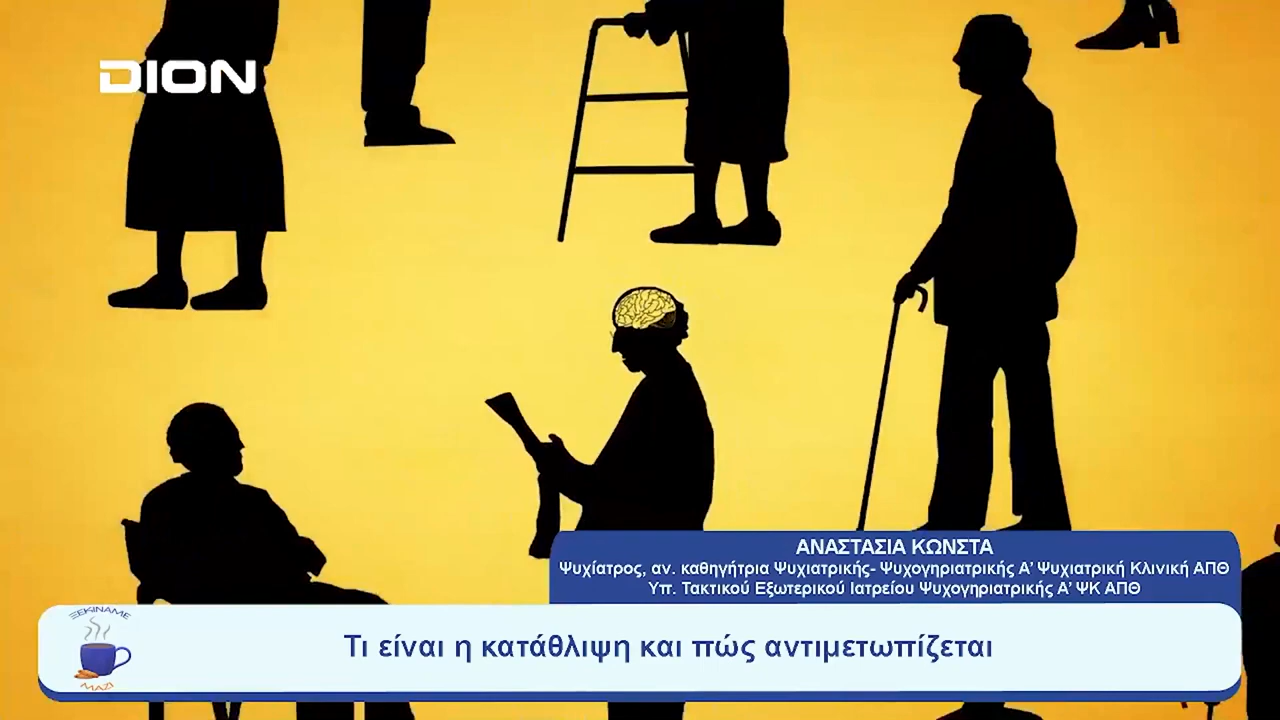 DION
ΑΝΑΣΤΑΣΙΑ ΚΩΝΣΤΑ
Ψυχίατρος, αν. καθηγήτρια Ψυχιατρικής- Ψυχογηριατρικής Α' Ψυχιατρική Κλινική ΑΠΘ
Υπ. Τακτικού Εξωτερικού Ιατρείου Ψυχογηριατρικής Α' ΨΚ ΑΠΘ
ΞΕΚΙΝΑΜΕ
ΜΑΖΙ
Τι είναι η κατάθλιψη και πώς αντιμετωπίζεται